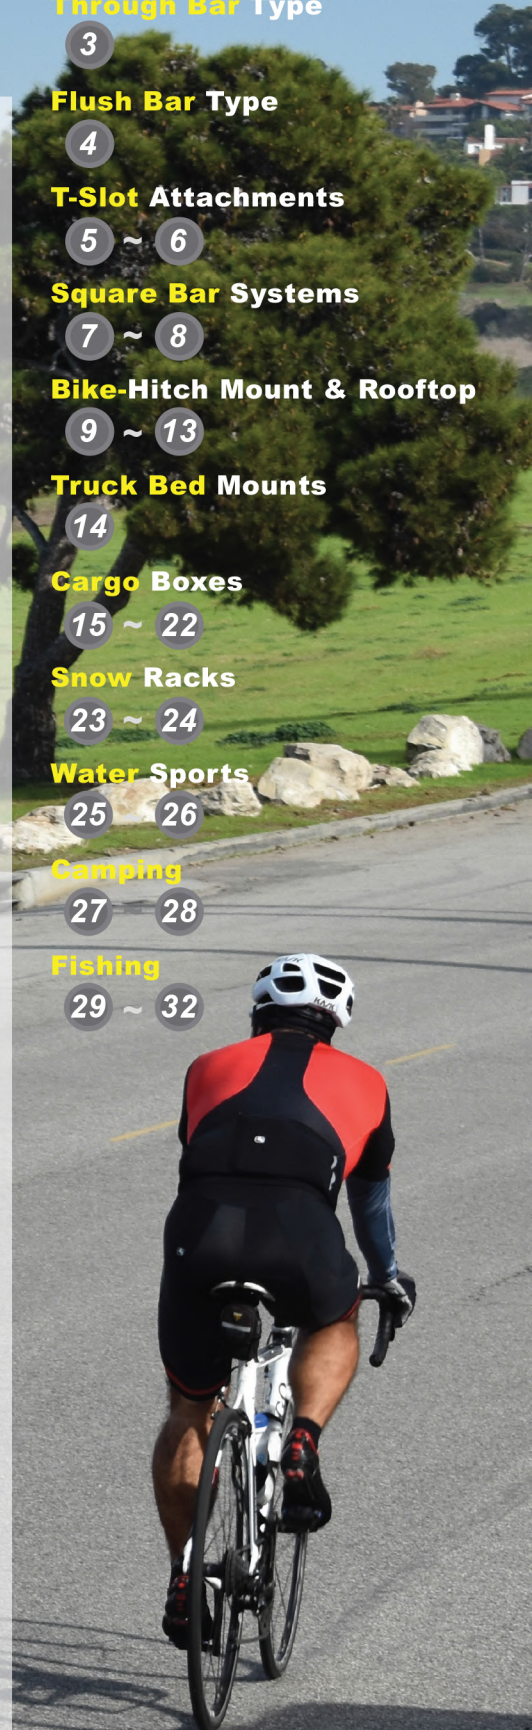 Through Bar Type
3
Flush Bar Type
4
T-Slot Attachments
5 ~ 6
Square Bar Systems
7 ~ 8
Bike-Hitch Mount & Rooftop
9 ~ 13
Truck Bed Mounts
14
Cargo Boxes
15 ~ 22
Snow Racks
23 ~ 24
Water Sports
25 ~ 26
Camping
27 ~ 28
Fishing
29 ~ 32
KASK
KASK